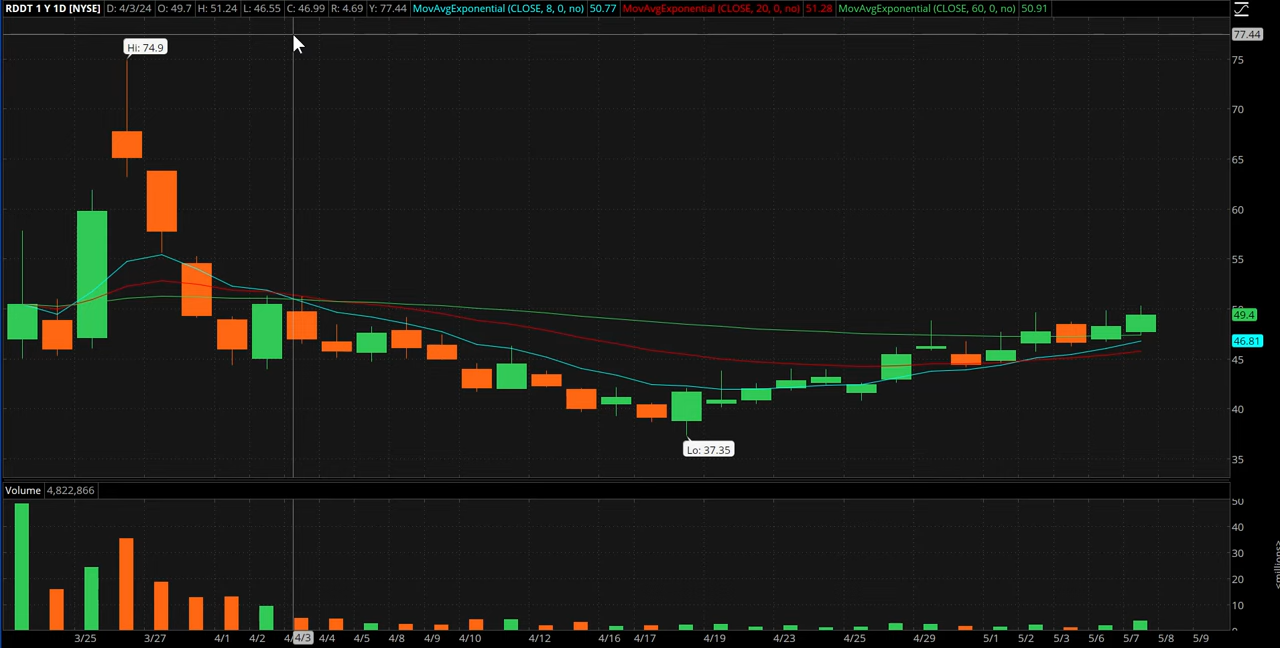 RDDT 1 Y 1D [NYSE] D: 4/3/24 O: 49.7 H: 51.24 L: 46.55 C: 46.99 R: 4.69 Y: 77.44 MovAvgExponential (CLOSE, 8, 0, no) 50.77 MovAvgExponential (CLOSE, 20, 0, no) 51.28 MovAvgExponential (CLOSE, 60, 0, no) 50.91
77.44
Hi: 74.9
75
70
65
60
55
49.4
46.81
45
40
Lo: 37.35
35
Volume 4,822,866
50
40
30
20
10
<millions>
3/25 3/27 4/1 4/2 4/3 4/4 4/5 4/8 4/9 4/10 4/12 4/16 4/17 4/19 4/23 4/25 4/29 5/1 5/2 5/3 5/6 5/7 5/8 5/9